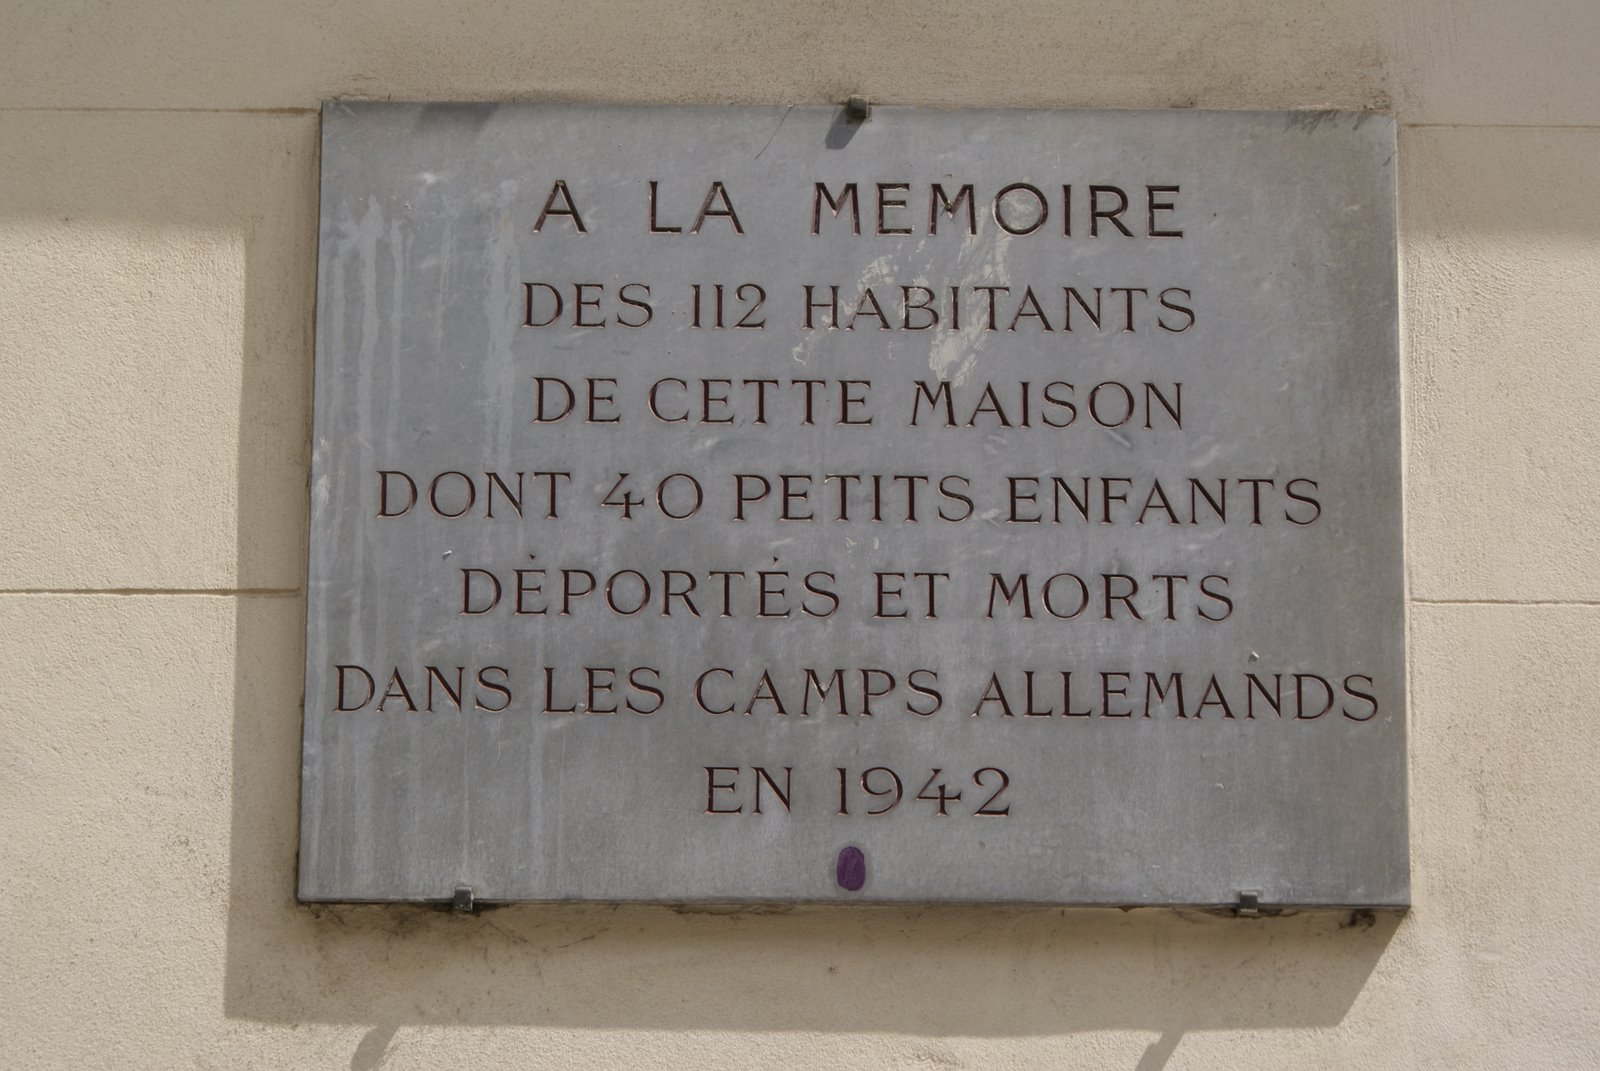 A LA MEMOIRE
DES 112 HABITANTS
DE CETTE MAISON
DONT 40 PETITS ENFANTS
DÉPORTÉS ET MORTS
DANS LES CAMPS ALLEMANDS
EN 1942